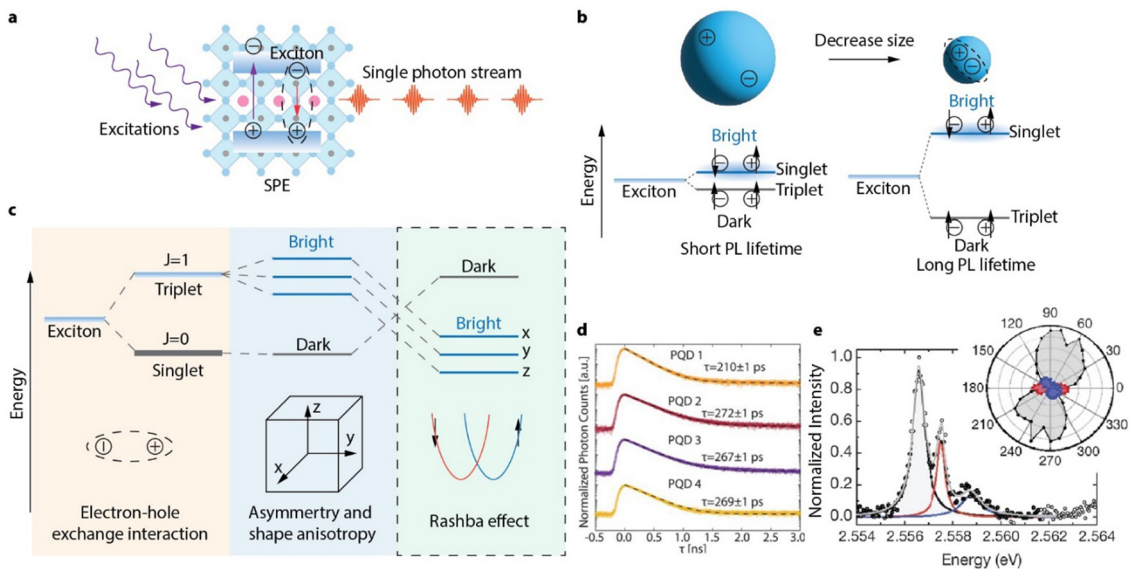 a
Exciton
Single photon stream
Excitations
SPE
b
Decrease size
Energy
Bright
Singlet
Exciton
Triplet
Dark
Short PL lifetime
Bright
Singlet
Exciton
Triplet
Dark
Long PL lifetime
c
Energy
J=1
Triplet
Exciton
J=0
Singlet
Electron-hole
exchange interaction
Bright
Dark
z
y
x
Asymmetry and
shape anisotropy
Dark
Bright
x
y
z
Rashba effect
d
Normalized Photon Counts [a.u.]
PQD 1
τ=210±1 ps
PQD 2
τ=272±1 ps
PQD 3
τ=267±1 ps
PQD 4
τ=269±1 ps
-0.5 0.0 0.5 1.0 1.5 2.0 2.5 3.0
τ [ns]
e
Normalized Intensity
1.0
0.8
0.6
0.4
0.2
0.0
2.554 2.556 2.558 2.560 2.562 2.564
Energy (eV)
90
120 60
150 30
180 0
210 330
240 300
270